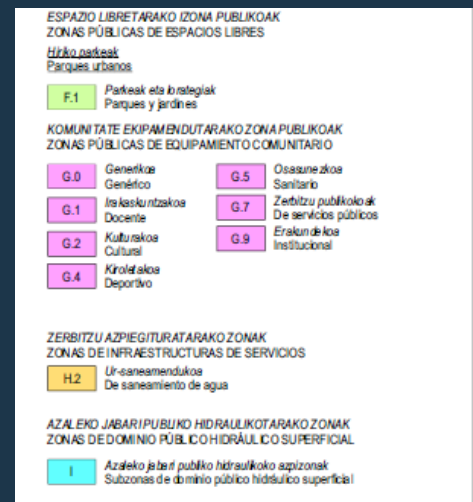 ESPAZIO LIBRETARAKO IZONA PUBLIKOAK
ZONAS PÚBLICAS DE ESPACIOS LIBRES
Hiriko parkeak
Parques urbanos
F.1
Parkeak eta lorategiak
Parques y jardines
KOMUNITATE EKIPAMENDUTARAKO ZONA PUBLIKOAK
ZONAS PÚBLICAS DE EQUIPAMIENTO COMUNITARIO
G.0
Generikoa
Genérico
G.1
Irakaskuntzakoa
Docente
G.2
Kulturakoa
Cultural
G.4
Kiroletakoa
Deportivo
G.5
Osasunezkoa
Sanitario
G.7
Zerbitzu publikokoak
De servicios públicos
G.9
Erakundekoa
Institucional
ZERBITZU AZPIEGITURATARAKO ZONAK
ZONAS DE INFRAESTRUCTURAS DE SERVICIOS
H.2
Ur-saneamendukoa
De saneamiento de agua
AZALEKO JABARI PUBLIKO HIDRAULIKOTARAKO ZONAK
ZONAS DE DOMINIO PÚBLICO HIDRÁULICO SUPERFICIAL
I
Azaleko jabari publiko hidraulikoko azpizonak
Subzonas de dominio público hidráulico superficial